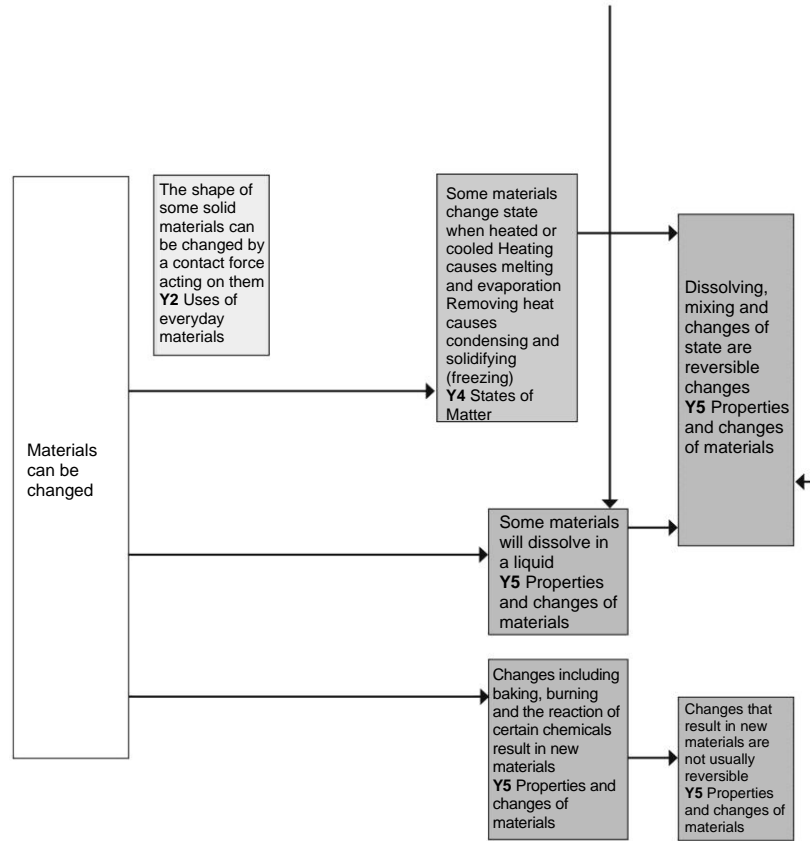 Materials
can be
changed
The shape of
some solid
materials can
be changed by
a contact force
acting on them
Y2 Uses of
everyday
materials
Some materials
change state
when heated or
cooled Heating
causes melting
and evaporation
Removing heat
causes
condensing and
solidifying
(freezing)
Y4 States of
Matter
Dissolving,
mixing and
changes of
state are
reversible
changes
Y5 Properties
and changes
of materials
Some materials
will dissolve in
a liquid
Y5 Properties
and changes of
materials
Changes including
baking, burning
and the reaction of
certain chemicals
result in new
materials
Y5 Properties and
changes of
materials
Changes that
result in new
materials are
not usually
reversible
Y5 Properties
and changes of
materials